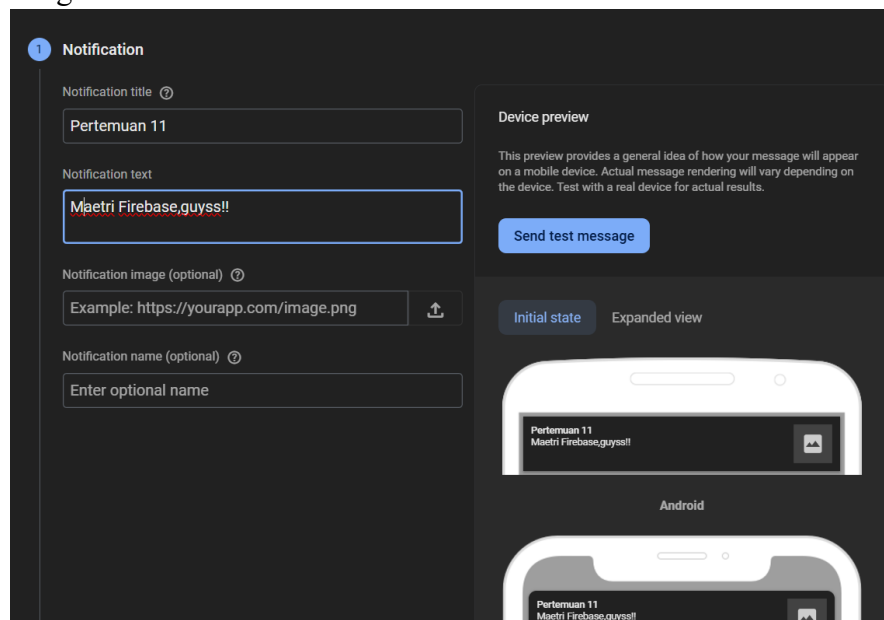 1 Notification
Notification title
Pertemuan 11
Notification text
Maetri Firebase,guyss!!
Notification image (optional)
Example: https://yourapp.com/image.png
Notification name (optional)
Enter optional name
Device preview
This preview provides a general idea of how your message will appear
on a mobile device. Actual message rendering will vary depending on
the device. Test with a real device for actual results.
Send test message
Initial state Expanded view
Pertemuan 11
Maetri Firebase,guyss!!
Android
Pertemuan 11
Maetri Firebase,guyss!!